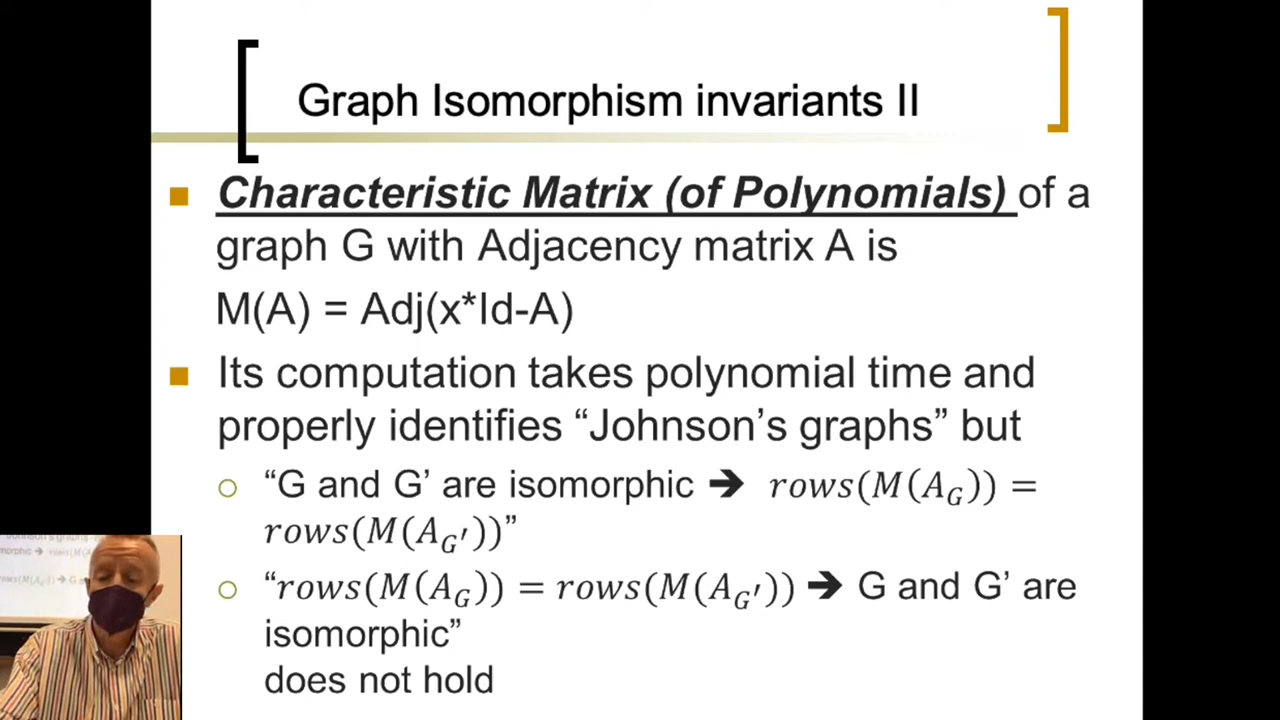 Graph Isomorphism invariants II
Characteristic Matrix (of Polynomials) of a
graph G with Adjacency matrix A is
M(A) = Adj(x*Id-A)
Its computation takes polynomial time and
properly identifies “Johnson’s graphs” but
“G and G’ are isomorphic ➔ rows(M(A_G)) =
rows(M(A_G′))”
“rows(M(A_G)) = rows(M(A_G′)) ➔ G and G’ are
isomorphic”
does not hold